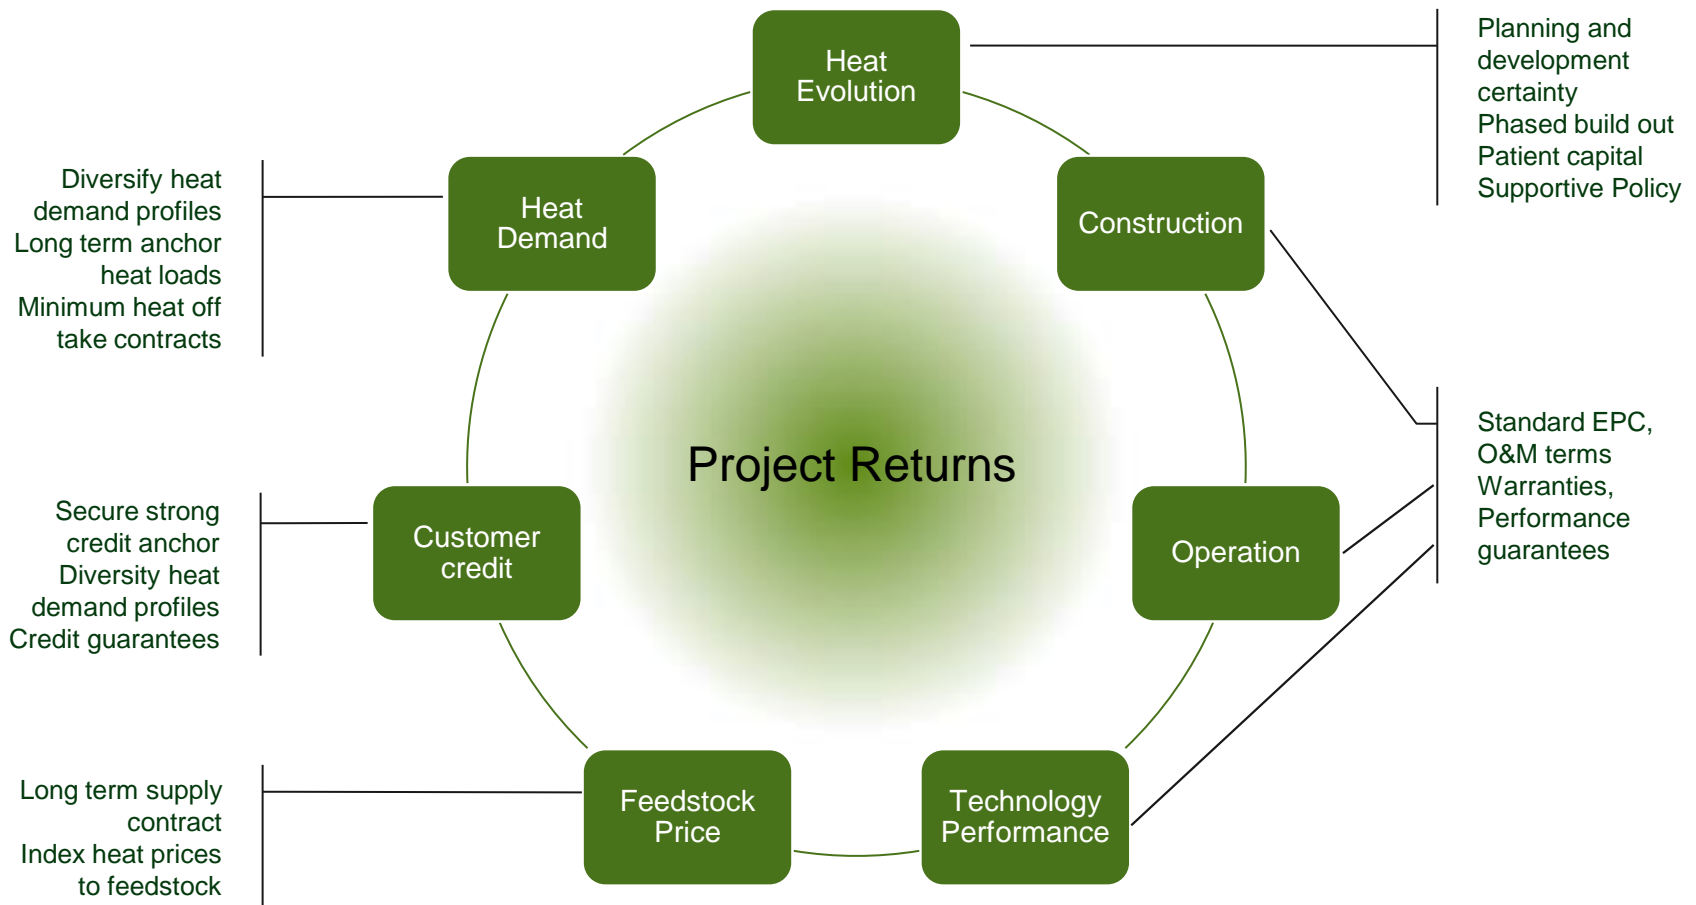 Heat
Evolution
Planning and
development
certainty
Phased build out
Patient capital
Supportive Policy
Diversify heat
demand profiles
Long term anchor
heat loads
Minimum heat off
take contracts
Heat
Demand
Construction
Project Returns
Standard EPC,
O&M terms
Warranties,
Performance
guarantees
Secure strong
credit anchor
Diversity heat
demand profiles
Credit guarantees
Customer
credit
Operation
Long term supply
contract
Index heat prices
to feedstock
Feedstock
Price
Technology
Performance